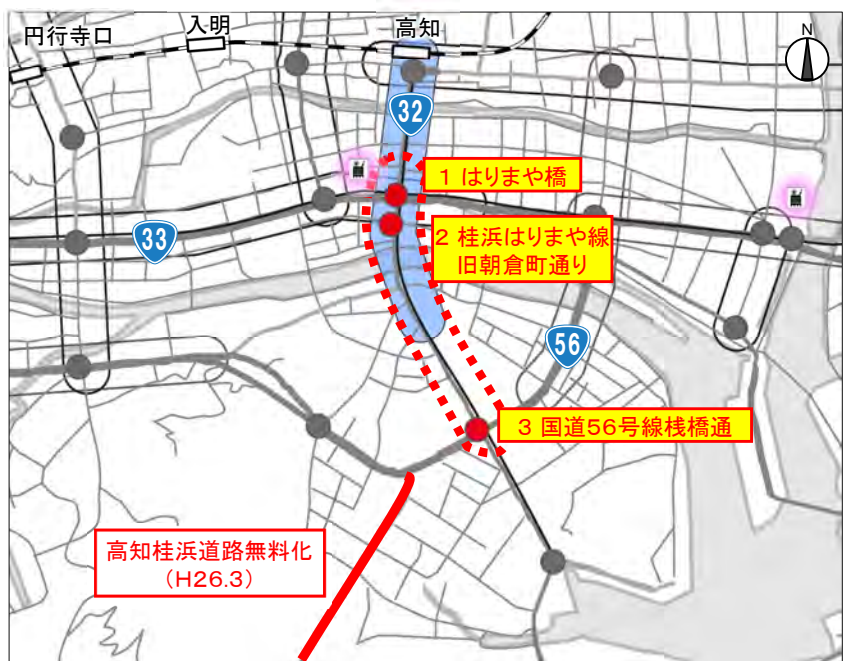 円行寺口
入明
高知
N
32
1 はりまや橋
33
2 桂浜はりまや線
旧朝倉町通り
56
3 国道56号線桟橋通
高知桂浜道路無料化
(H26.3)